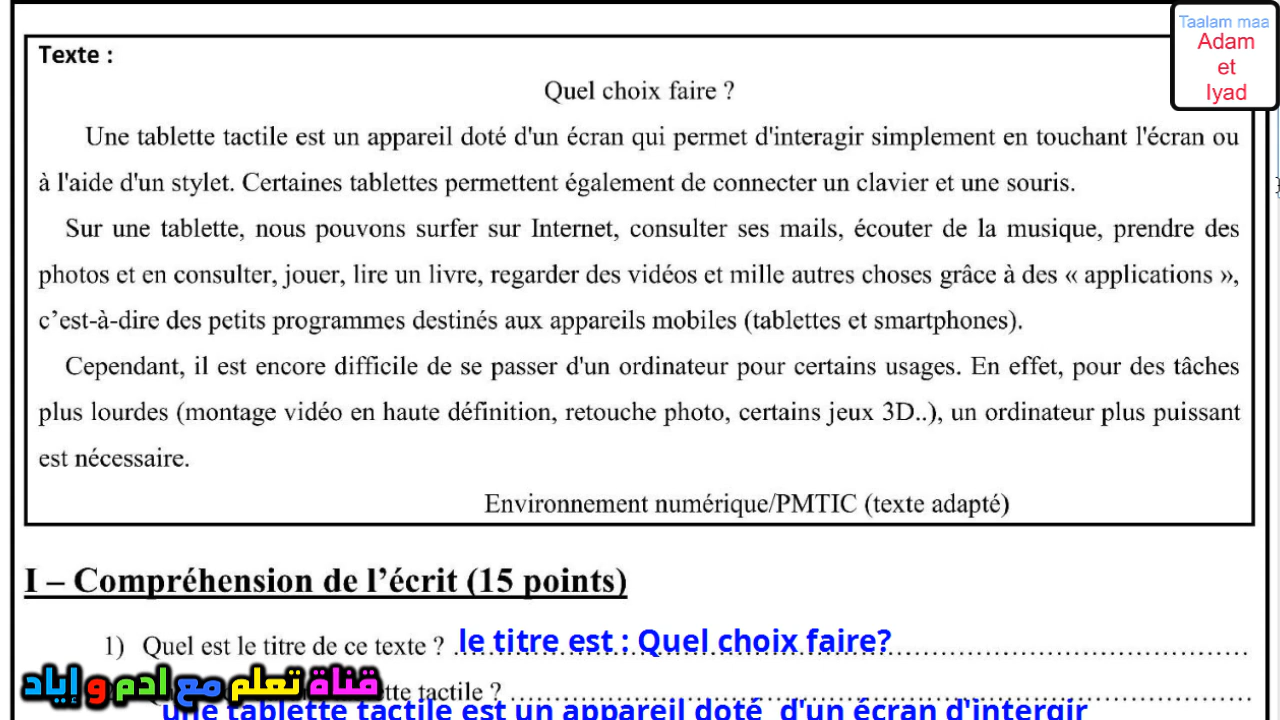 Taalam maa
Adam
et
Iyad
Texte :
Quel choix faire ?
Une tablette tactile est un appareil doté d'un écran qui permet d'interagir simplement en touchant l'écran ou
à l'aide d'un stylet. Certaines tablettes permettent également de connecter un clavier et une souris.
Sur une tablette, nous pouvons surfer sur Internet, consulter ses mails, écouter de la musique, prendre des
photos et en consulter, jouer, lire un livre, regarder des vidéos et mille autres choses grâce à des « applications »,
c’est-à-dire des petits programmes destinés aux appareils mobiles (tablettes et smartphones).
Cependant, il est encore difficile de se passer d'un ordinateur pour certains usages. En effet, pour des tâches
plus lourdes (montage vidéo en haute définition, retouche photo, certains jeux 3D..), un ordinateur plus puissant
est nécessaire.
Environnement numérique/PMTIC (texte adapté)
I – Compréhension de l’écrit (15 points)
1) Quel est le titre de ce texte ? le titre est : Quel choix faire?
قناة تعلم مع ادم و إياد
tactile ?
une tablette tactile est un appareil doté d'un écran d'intergir